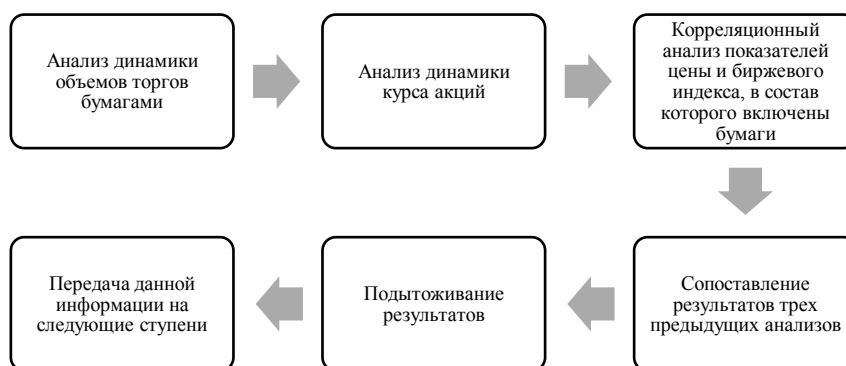 Анализ динамики
объемов торгов
бумагами
Анализ динамики
курса акций
Корреляционный
анализ показателей
цены и биржевого
индекса, в состав
которого включены
бумаги
Сопоставление
результатов трех
предыдущих анализов
Подытоживание
результатов
Передача данной
информации на
следующие ступени